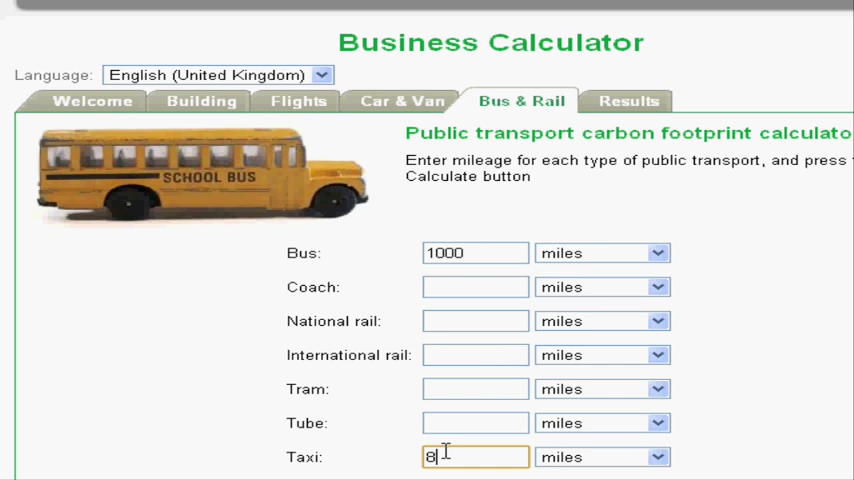 Business Calculator
Language: English (United Kingdom)
Welcome Building Flights Car & Van Bus & Rail Results
Public transport carbon footprint calculato
Enter mileage for each type of public transport, and press
Calculate button
SCHOOL BUS
Bus: 1000 miles
Coach: miles
National rail: miles
International rail: miles
Tram: miles
Tube: miles
Taxi: 8 miles